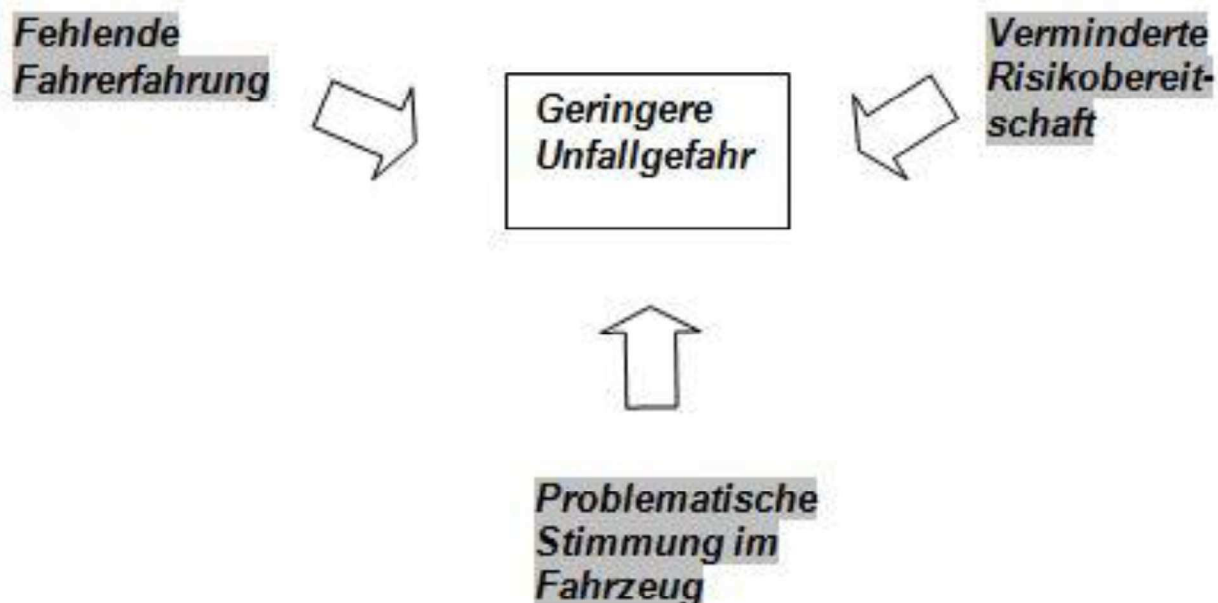 Fehlende
Fahrerfahrung
Geringere
Unfallgefahr
Verminderte
Risikobereit-
schaft
Problematische
Stimmung im
Fahrzeug